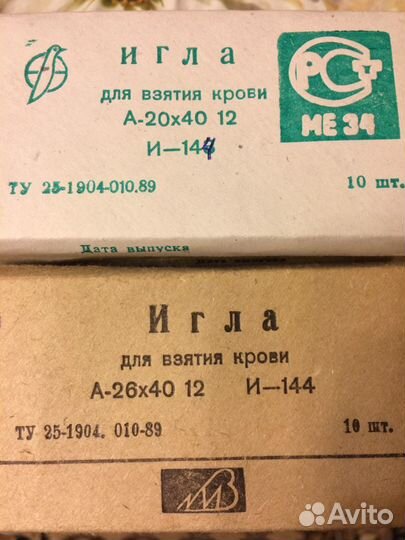 Игла
для взятия крови
А-20х40 12
И—144
РСТ
МЕ 34
ТУ 25-1904-010.89
10 шт.
Дата выпуска
Игла
для взятия крови
А-26х40 12 И—144
ТУ 25-1904. 010-89
10 шт.
Avito